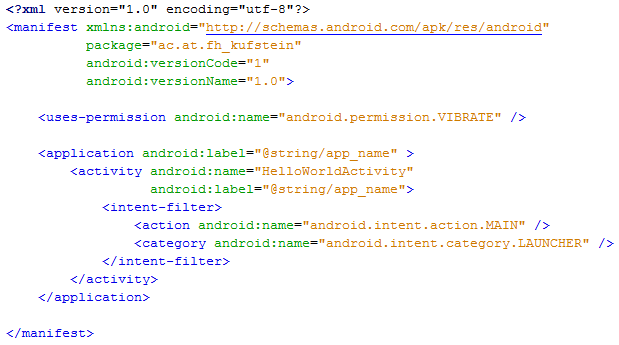 <?xml version="1.0" encoding="utf-8"?>
<manifest xmlns:android="http://schemas.android.com/apk/res/android"
          package="ac.at.fh_kufstein"
          android:versionCode="1"
          android:versionName="1.0">
    <uses-permission android:name="android.permission.VIBRATE" />
    <application android:label="@string/app_name" >
        <activity android:name="HelloWorldActivity"
                  android:label="@string/app_name">
            <intent-filter>
                <action android:name="android.intent.action.MAIN" />
                <category android:name="android.intent.category.LAUNCHER" />
            </intent-filter>
        </activity>
    </application>
</manifest>